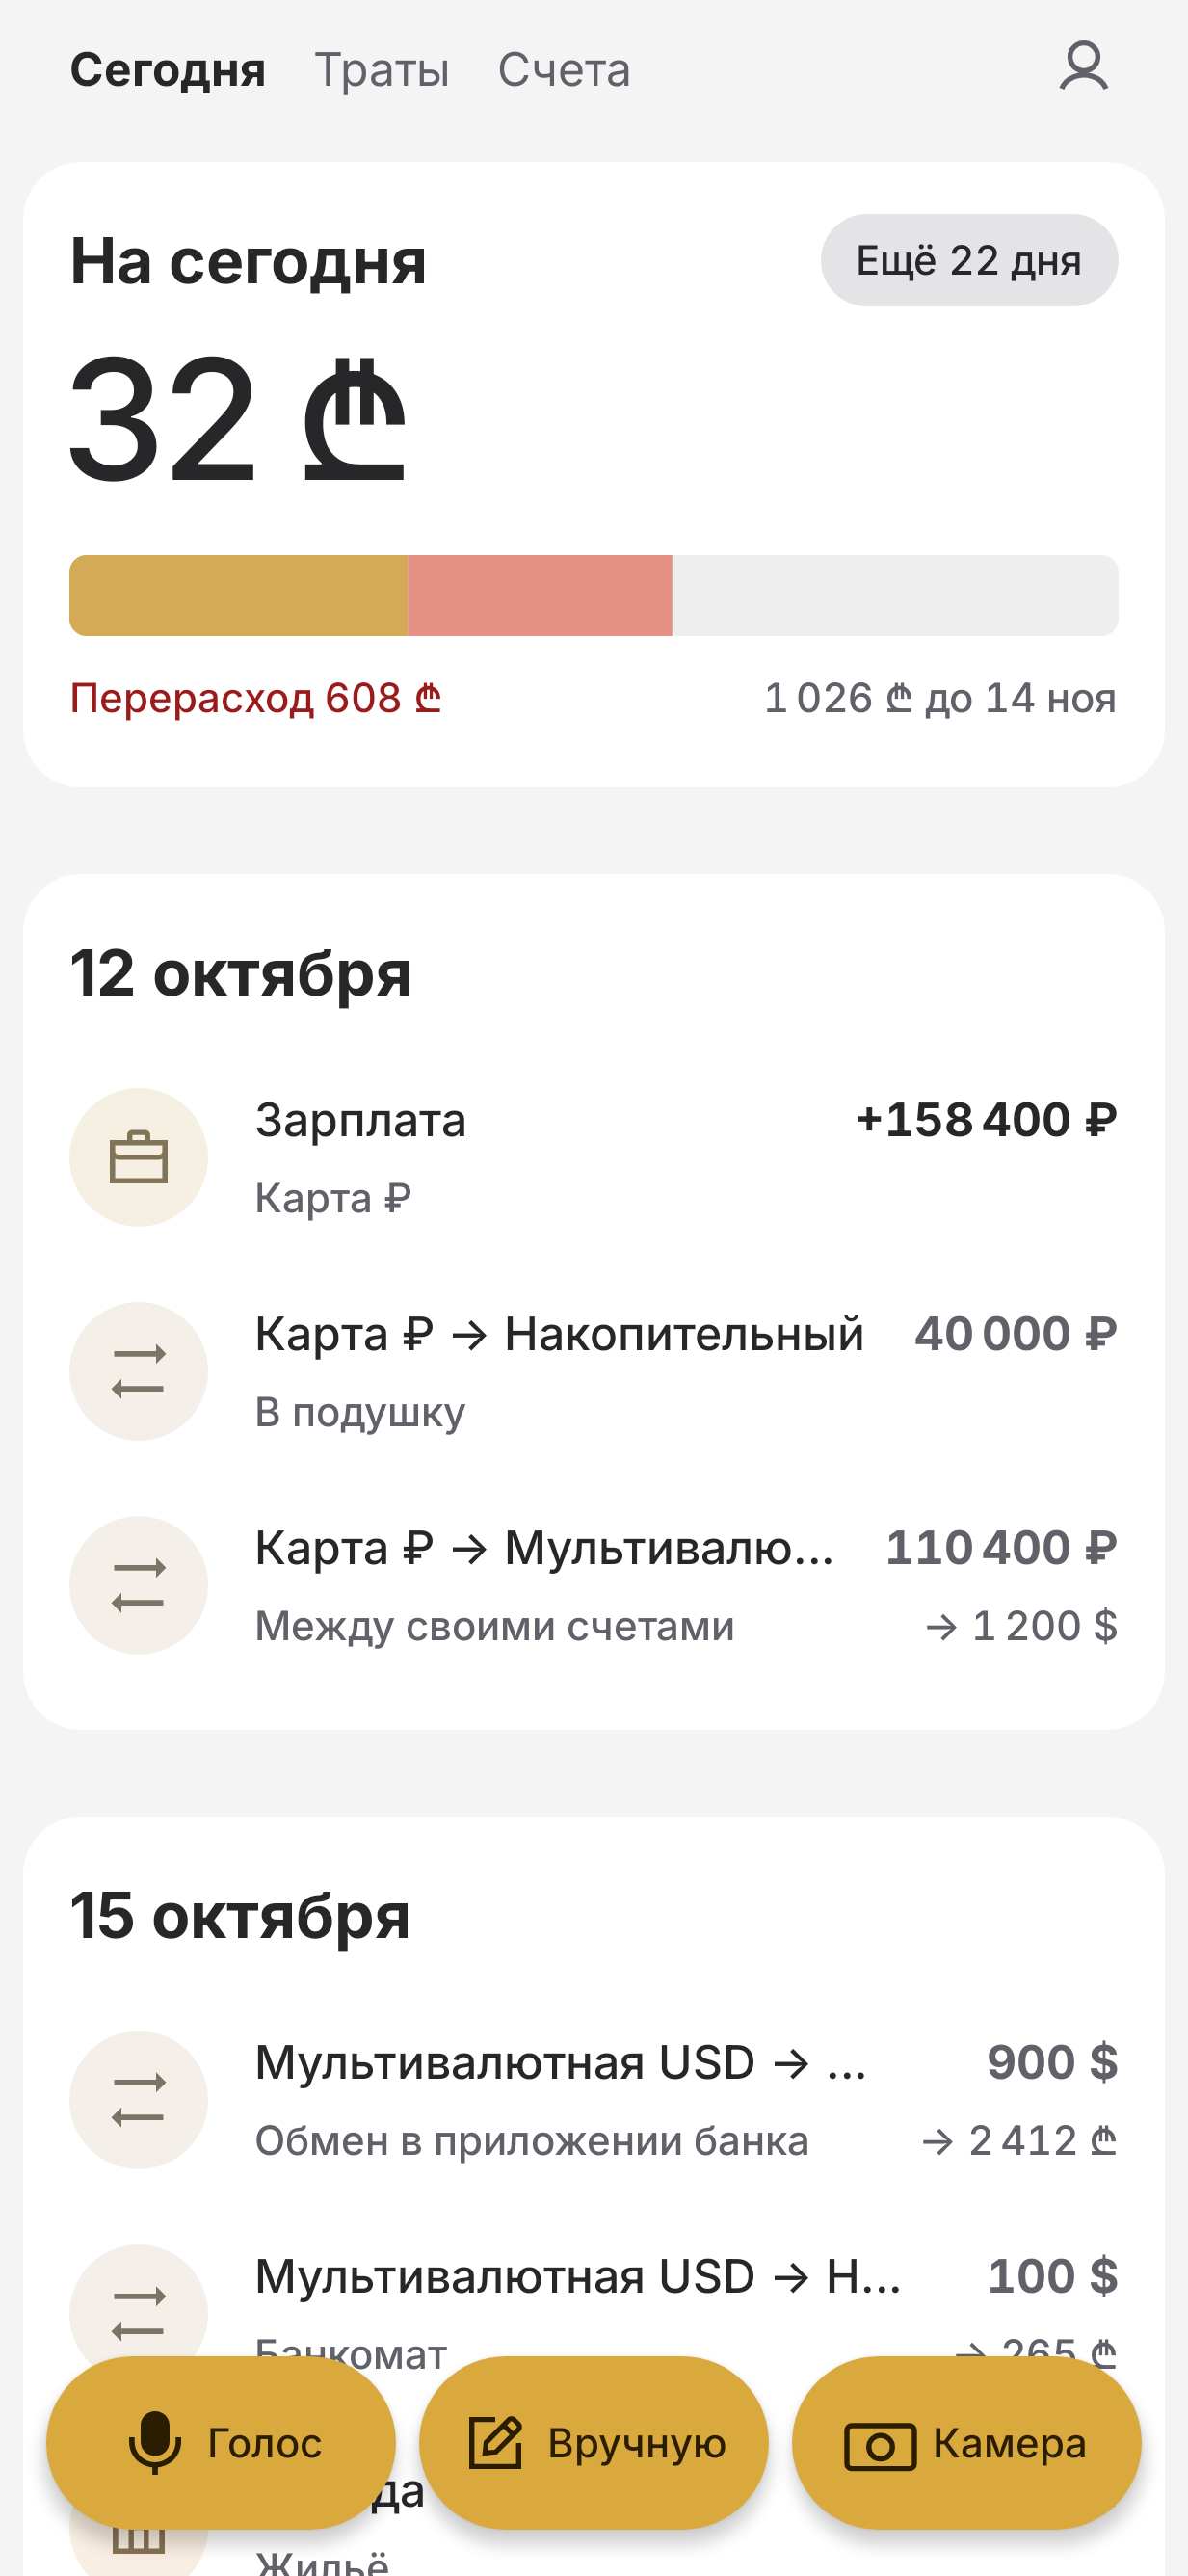 Сегодня Траты Счета
На сегодня Ещё 22 дня
32 ₾
Перерасход 608 ₾ 1 026 ₾ до 14 ноя
12 октября
Зарплата +158 400 ₽
Карта ₽
Карта ₽ → Накопительный 40 000 ₽
В подушку
Карта ₽ → Мультивалю... 110 400 ₽
Между своими счетами → 1 200 $
15 октября
Мультивалютная USD → ... 900 $
Обмен в приложении банка → 2 412 ₾
Мультивалютная USD → Н... 100 $
Банкомат → 265 ₾
Голос Вручную Камера
Жильё